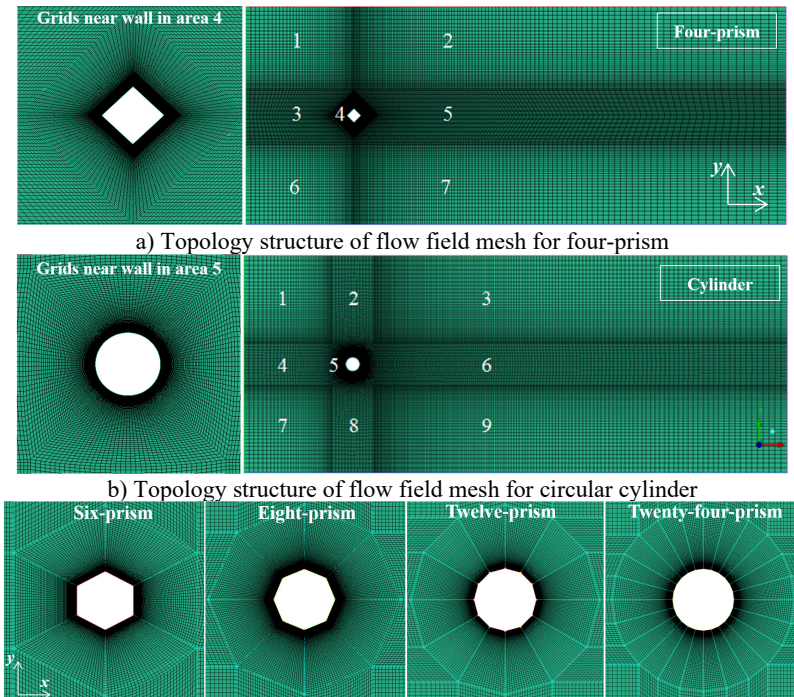 Grids near wall in area 4
1
2
Four-prism
3
4
5
6
7
y
x
a) Topology structure of flow field mesh for four-prism
Grids near wall in area 5
1
2
3
Cylinder
4
5
6
7
8
9
b) Topology structure of flow field mesh for circular cylinder
Six-prism
Eight-prism
Twelve-prism
Twenty-four-prism
y
x